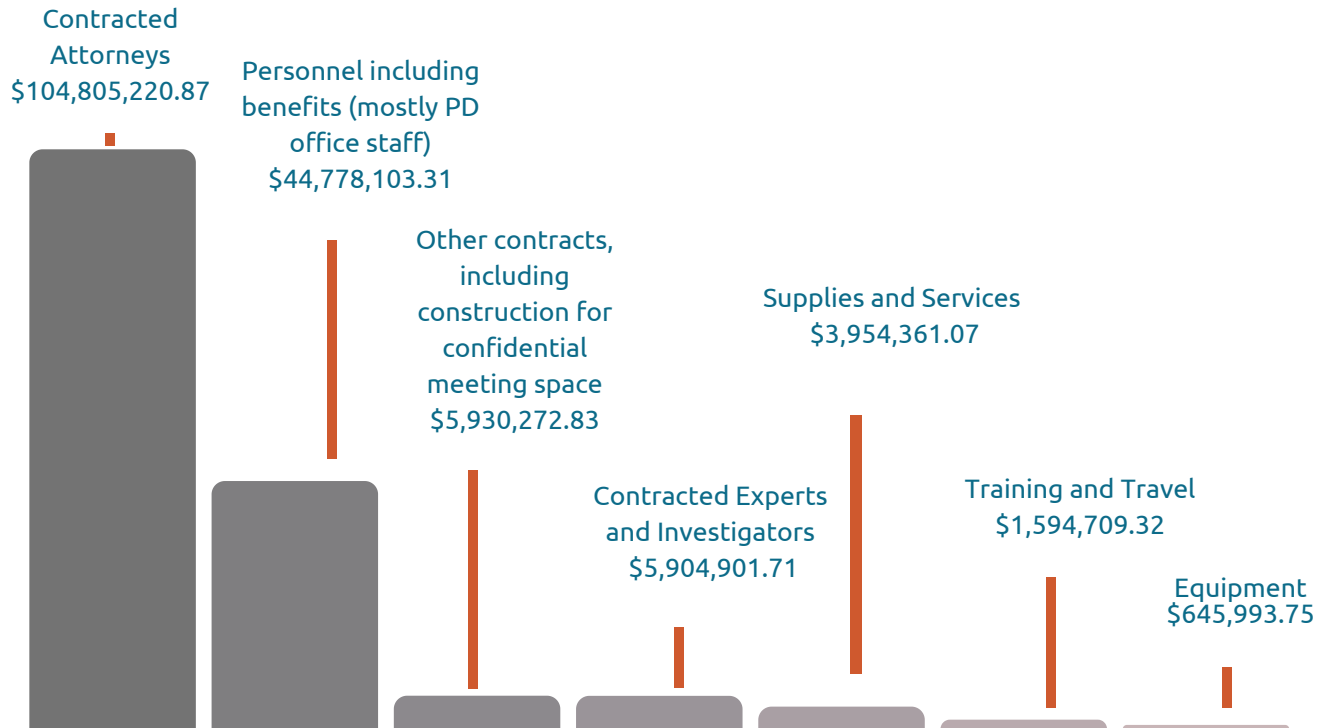 Contracted
Attorneys
$104,805,220.87
Personnel including
benefits (mostly PD
office staff)
$44,778,103.31
Other contracts,
including
construction for
confidential
meeting space
$5,930,272.83
Contracted Experts
and Investigators
$5,904,901.71
Supplies and Services
$3,954,361.07
Training and Travel
$1,594,709.32
Equipment
$645,993.75